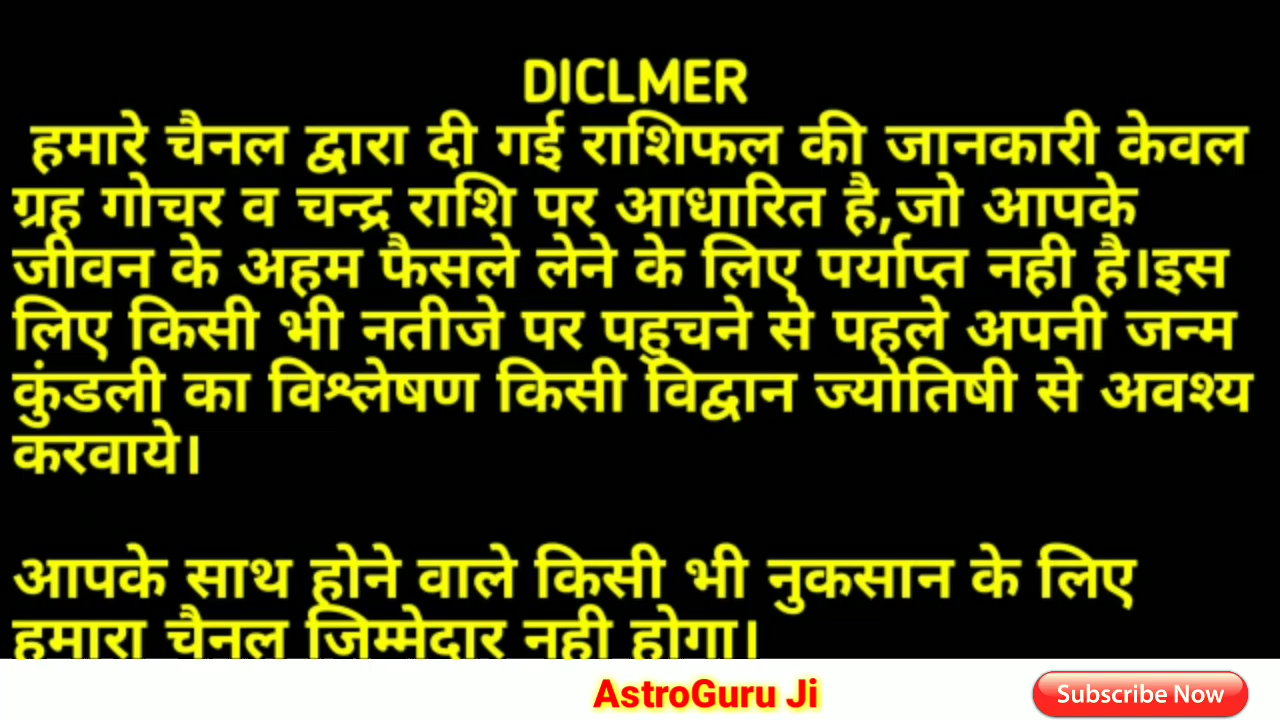 DICLMER
हमारे चैनल द्वारा दी गई राशिफल की जानकारी केवल
ग्रह गोचर व चन्द्र राशि पर आधारित है,जो आपके
जीवन के अहम फैसले लेने के लिए पर्याप्त नही है।इस
लिए किसी भी नतीजे पर पहुचने से पहले अपनी जन्म
कुंडली का विश्लेषण किसी विद्वान ज्योतिषी से अवश्य
करवाये।
आपके साथ होने वाले किसी भी नुकसान के लिए
हमारा चैनल जिम्मेदार नही होगा।
AstroGuru Ji
Subscribe Now